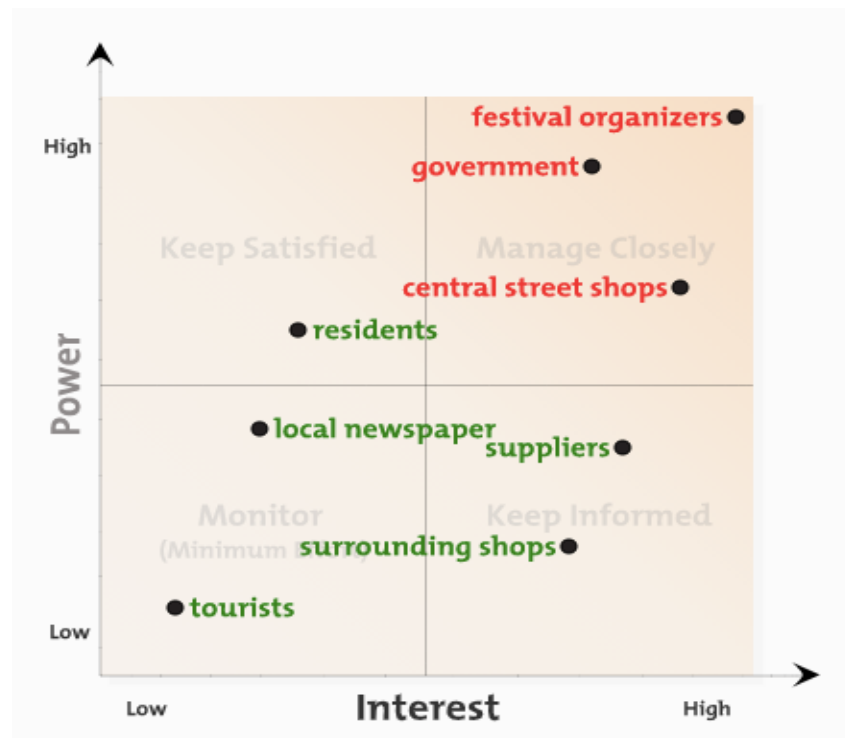 festival organizers
High
government
Keep Satisfied
Manage Closely
central street shops
residents
Power
local newspaper
suppliers
Monitor
Keep Informed
surrounding shops
(Minimum
tourists
Low
Low
Interest
High